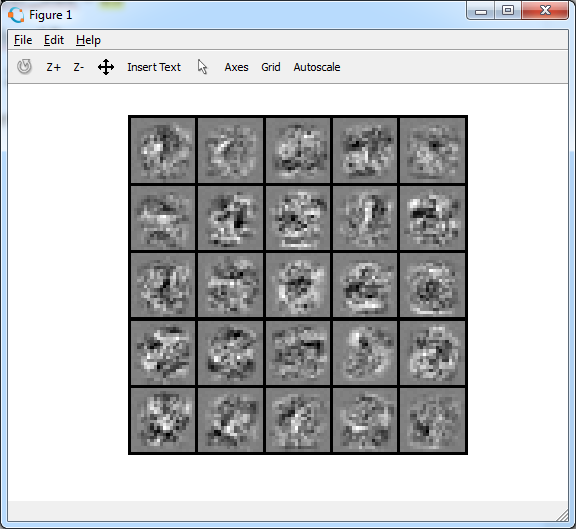 Figure 1
File Edit Help
Z+ Z- Insert Text Axes Grid Autoscale